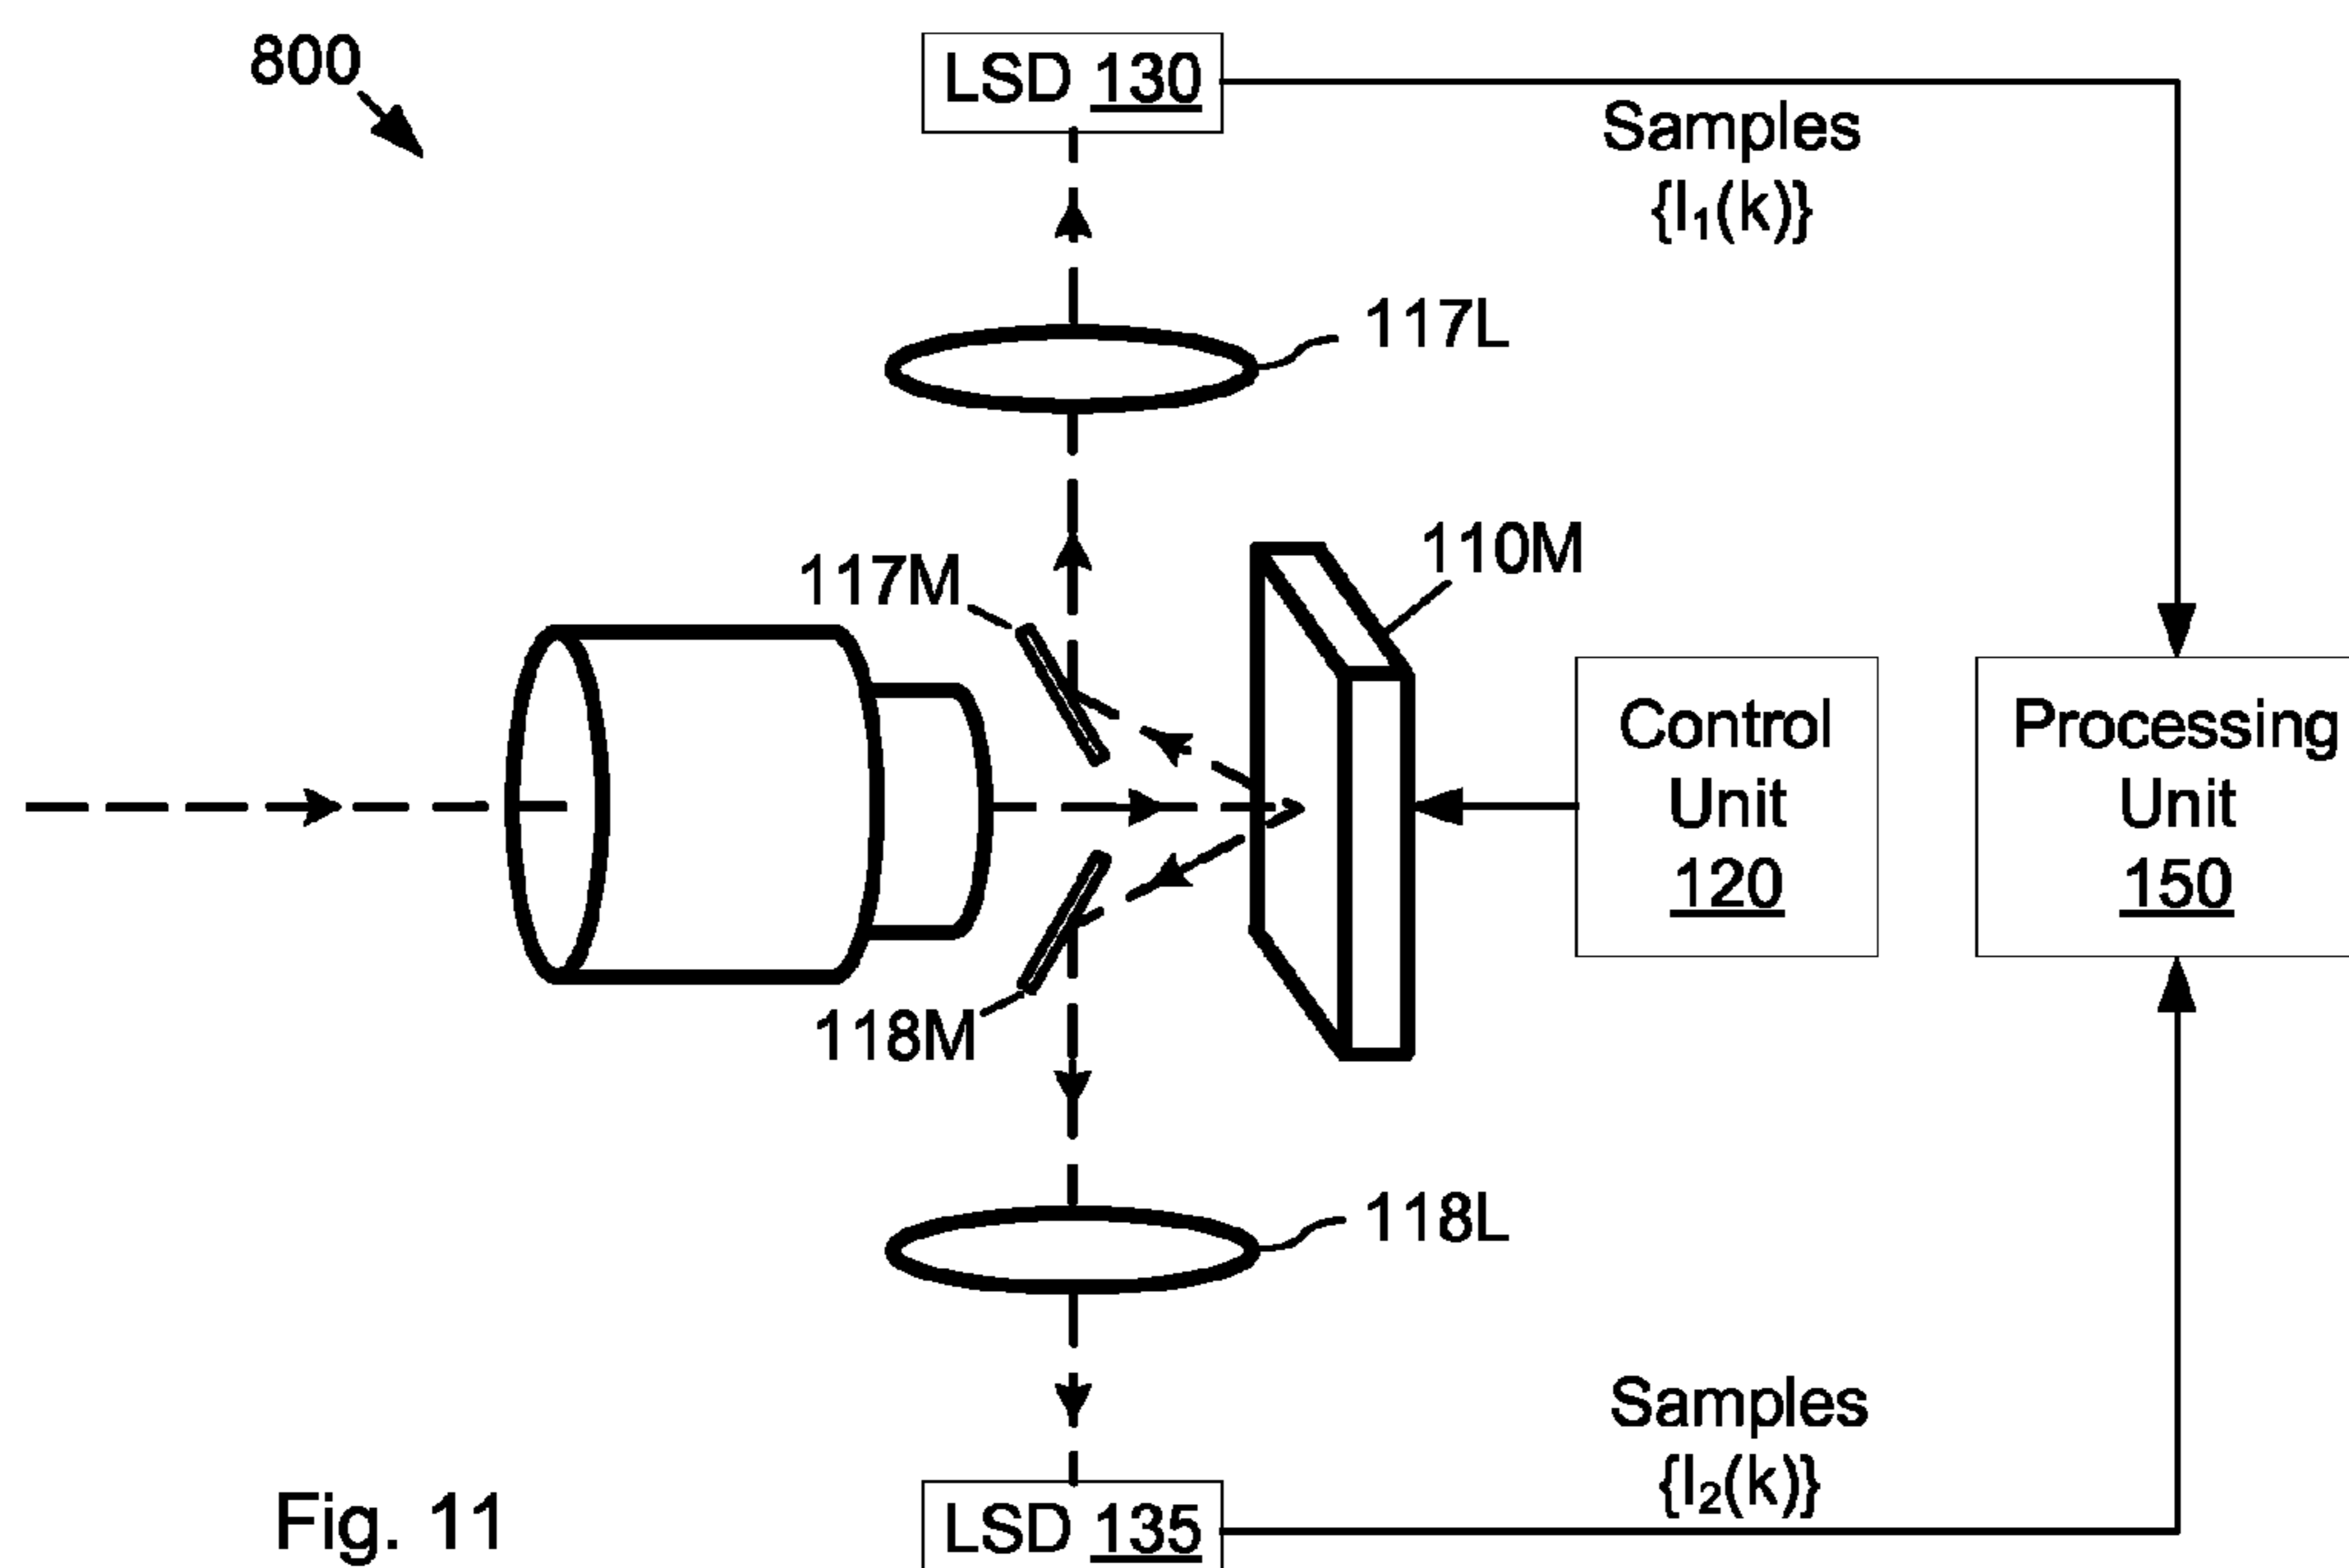 800
LSD 130
Samples
{I₁(k)}
117L
110M
117M
Control
Unit
120
Processing
Unit
150
118M
118L
Samples
{I₂(k)}
LSD 135
Fig. 11